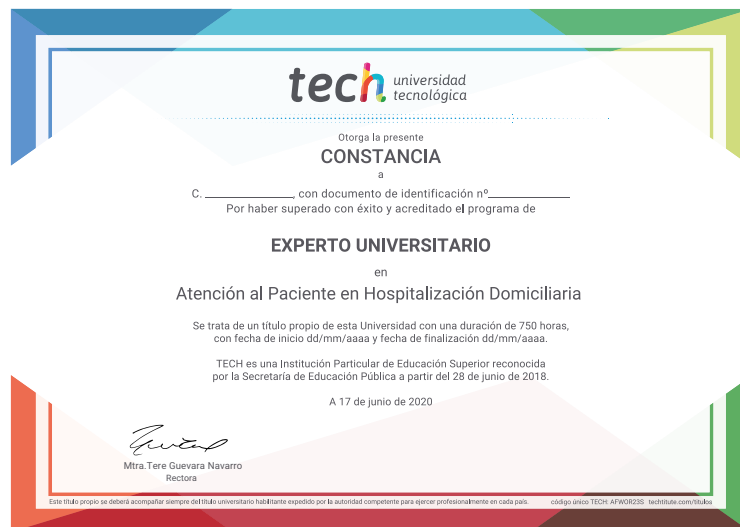 tech universidad
tecnológica
Otorga la presente
CONSTANCIA
a
C. ______________, con documento de identificación nº______________
Por haber superado con éxito y acreditado el programa de
EXPERTO UNIVERSITARIO
en
Atención al Paciente en Hospitalización Domiciliaria
Se trata de un título propio de esta Universidad con una duración de 750 horas,
con fecha de inicio dd/mm/aaaa y fecha de finalización dd/mm/aaaa.
TECH es una Institución Particular de Educación Superior reconocida
por la Secretaría de Educación Pública a partir del 28 de junio de 2018.
A 17 de junio de 2020
Mtra.Tere Guevara Navarro
Rectora
Este título propio se deberá acompañar siempre del título universitario habilitante expedido por la autoridad competente para ejercer profesionalmente en cada país. código único TECH: AFWOR23S techtitute.com/titulos